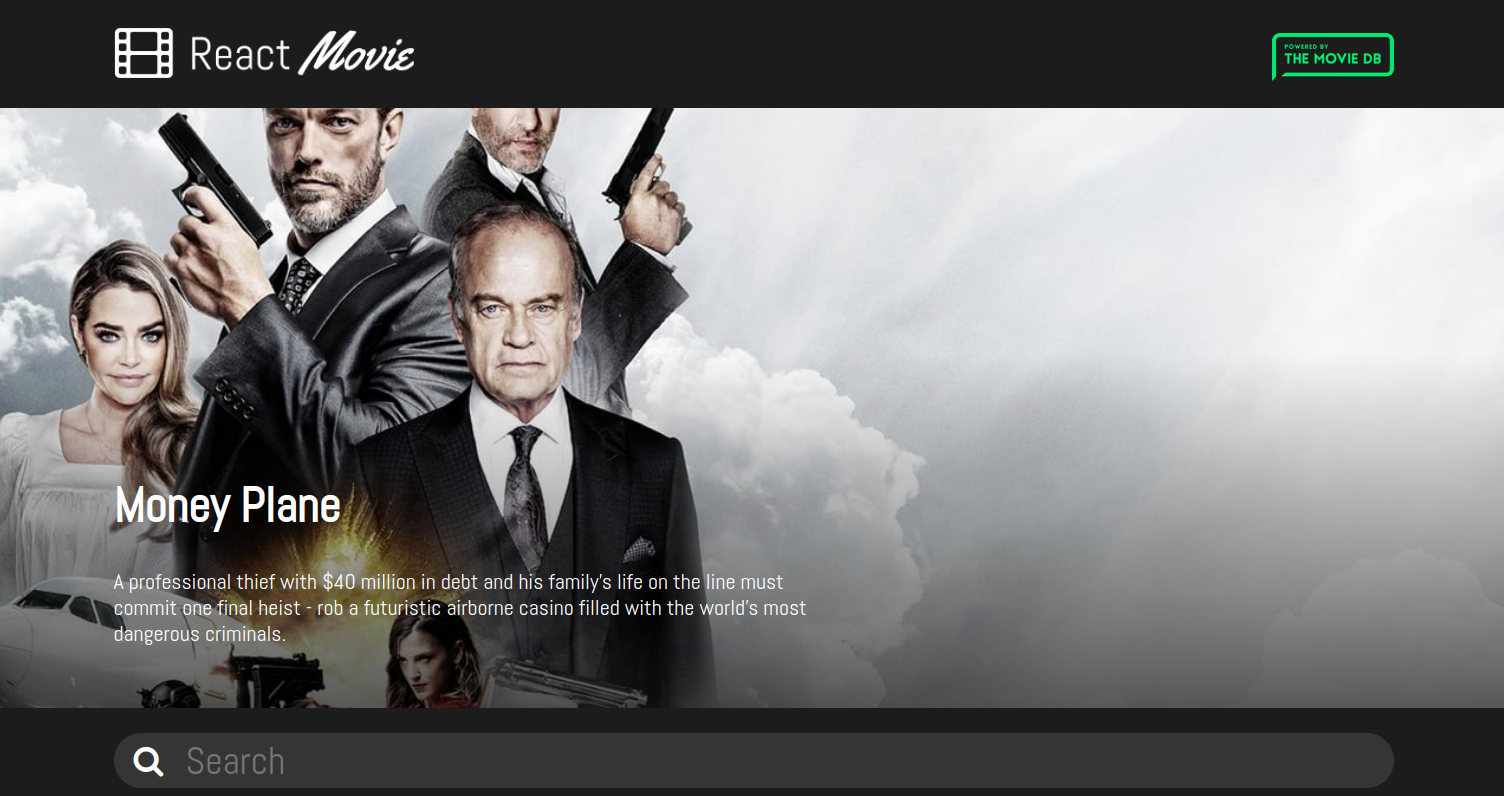 React Movie
POWERED BY
THE MOVIE DB
Money Plane
A professional thief with $40 million in debt and his family's life on the line must
commit one final heist - rob a futuristic airborne casino filled with the world's most
dangerous criminals.
Search